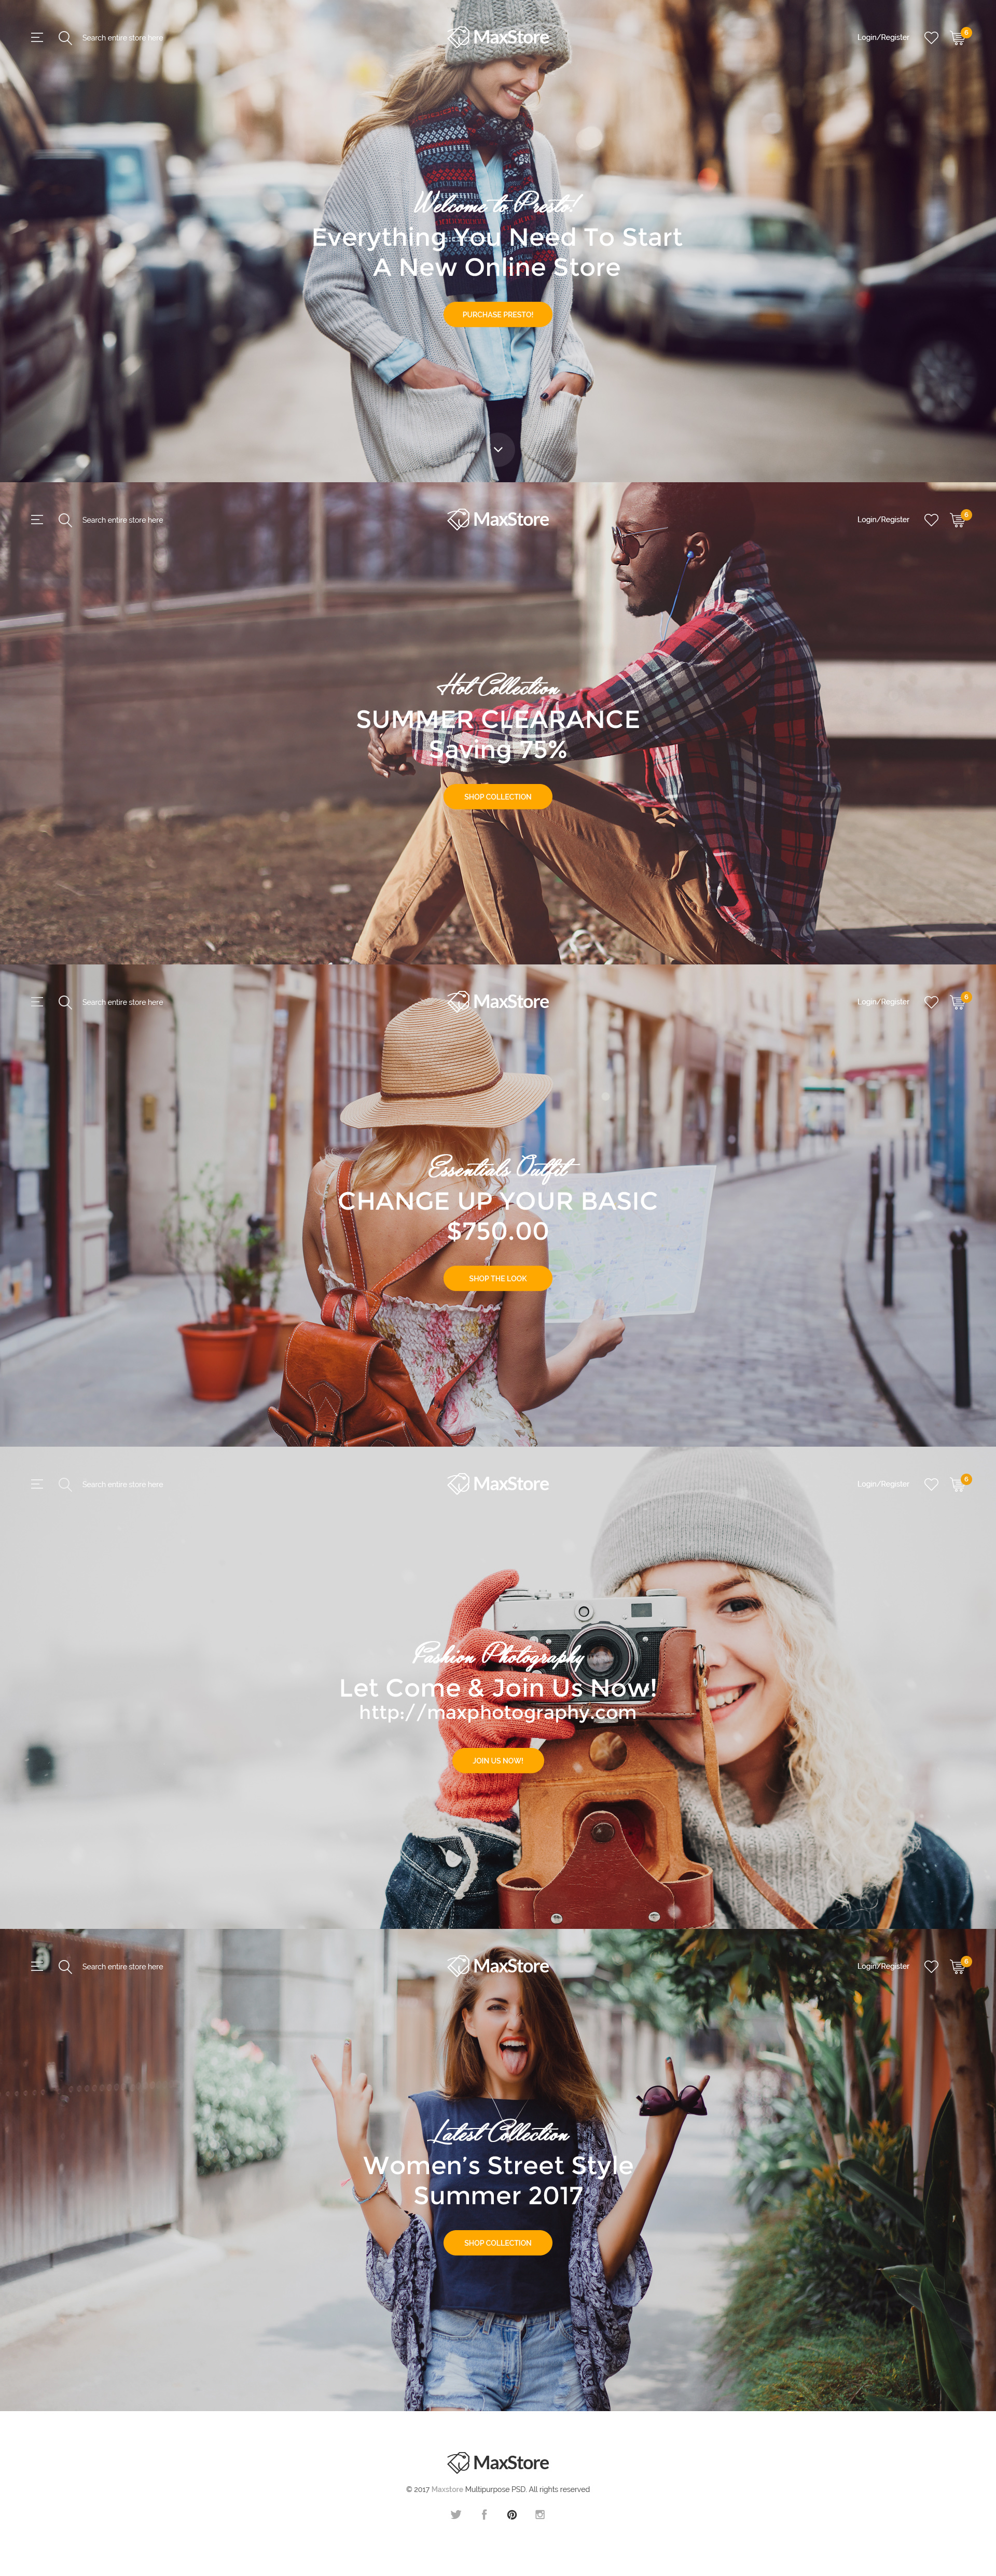 Search entire store here
MaxStore
Login/Register
6
Welcome to Presto!
Everything You Need To Start
A New Online Store
PURCHASE PRESTO!
Search entire store here
MaxStore
Login/Register
6
Hot Collection
SUMMER CLEARANCE
Saving 75%
SHOP COLLECTION
Search entire store here
MaxStore
Login/Register
6
Essentials Outfit
CHANGE UP YOUR BASIC
$750.00
SHOP THE LOOK
Search entire store here
MaxStore
Login/Register
6
Fashion Photography
Let Come & Join Us Now!
http://maxphotography.com
JOIN US NOW!
Search entire store here
MaxStore
Login/Register
6
Latest Collection
Women's Street Style
Summer 2017
SHOP COLLECTION
MaxStore
© 2017 Maxstore Multipurpose PSD. All rights reserved